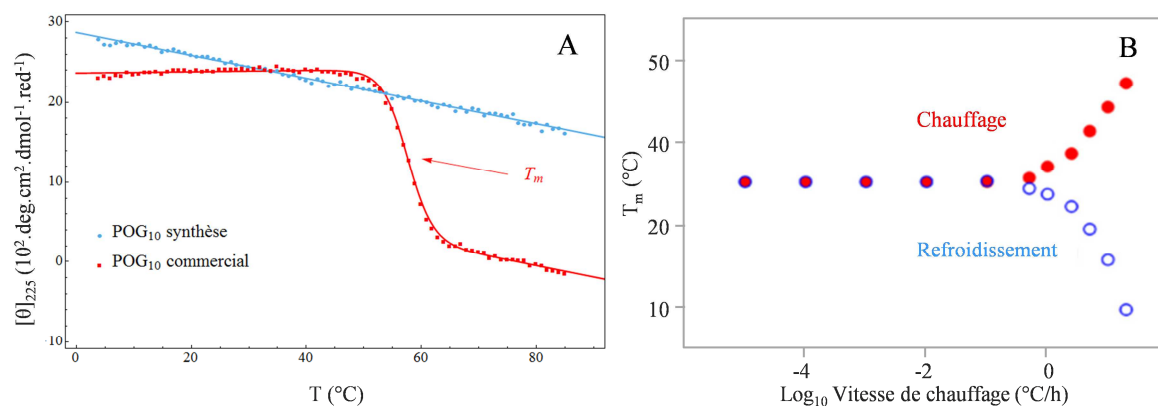 A
30
20
10
0
-10
[θ]225 (10².deg.cm².dmol⁻¹.red⁻¹)
Tm
POG10 synthèse
POG10 commercial
0 20 40 60 80
T (°C)
B
50
40
20
10
Tm (°C)
Chauffage
Refroidissement
-4 -2 0
Log10 Vitesse de chauffage (°C/h)